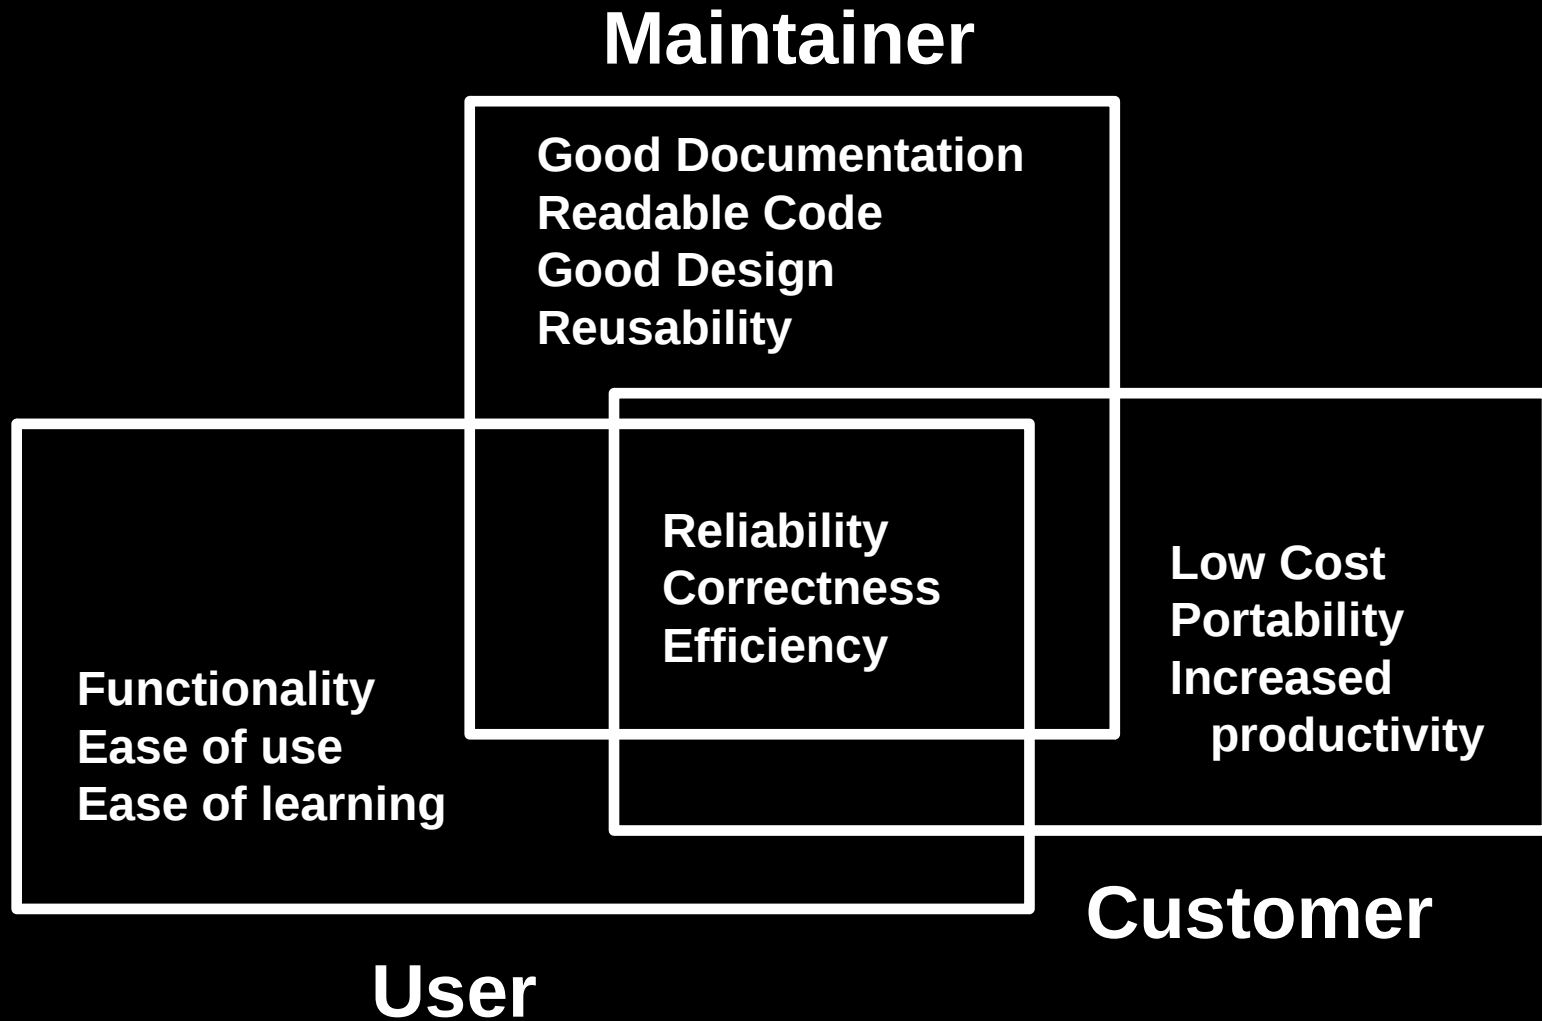 Maintainer
Good Documentation
Readable Code
Good Design
Reusability
Reliability
Correctness
Efficiency
Low Cost
Portability
Increased
productivity
Functionality
Ease of use
Ease of learning
Customer
User